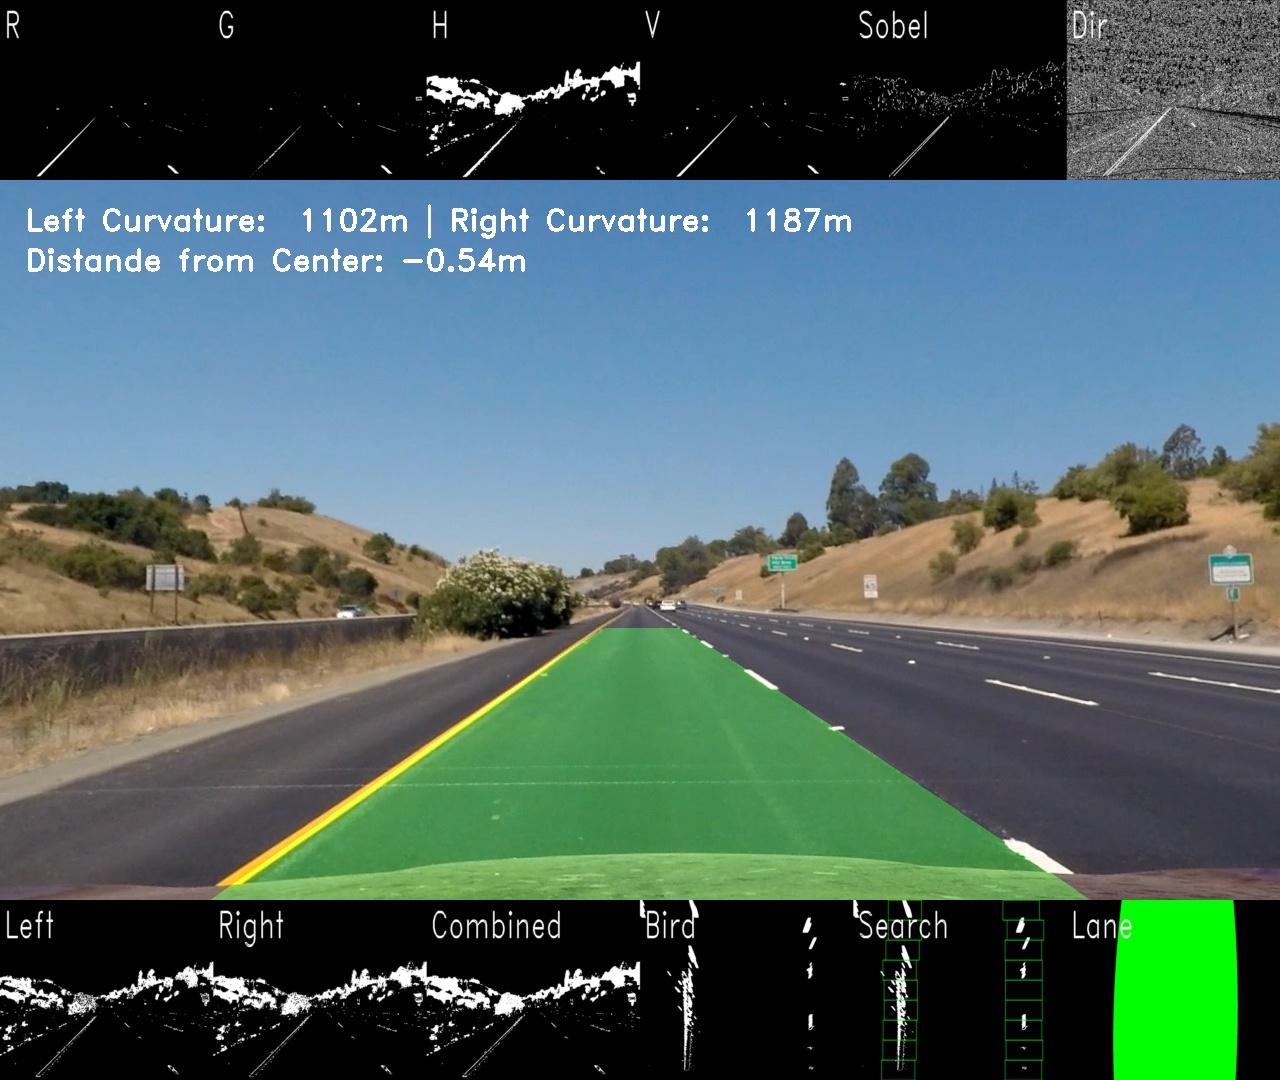 R G H V Sobel Dir
Left Curvature: 1102m | Right Curvature: 1187m
Distande from Center: -0.54m
Left Right Combined Bird Search Lane